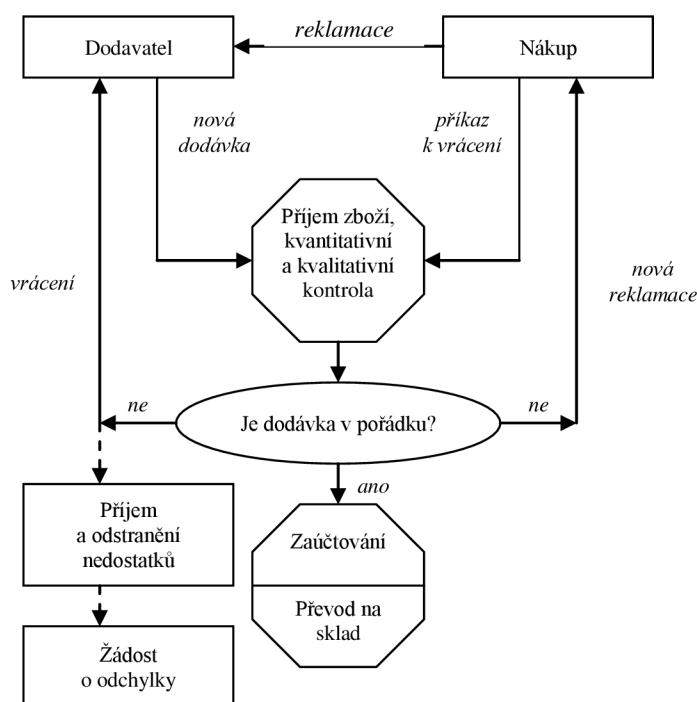 reklamace
Dodavatel
Nákup
nová
dodávka
příkaz
k vrácení
Příjem zboží,
kvantitativní
a kvalitativní
kontrola
vrácení
nová
reklamace
ne
Je dodávka v pořádku?
ne
ano
Příjem
a odstranění
nedostatků
Zaúčtování
Převod na
sklad
Žádost
o odchylky